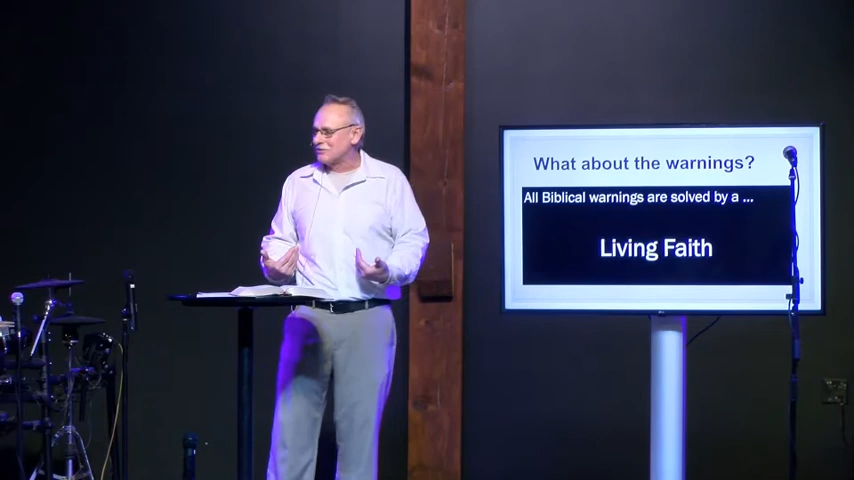 What about the warnings?
All Biblical warnings are solved by a ...
Living Faith